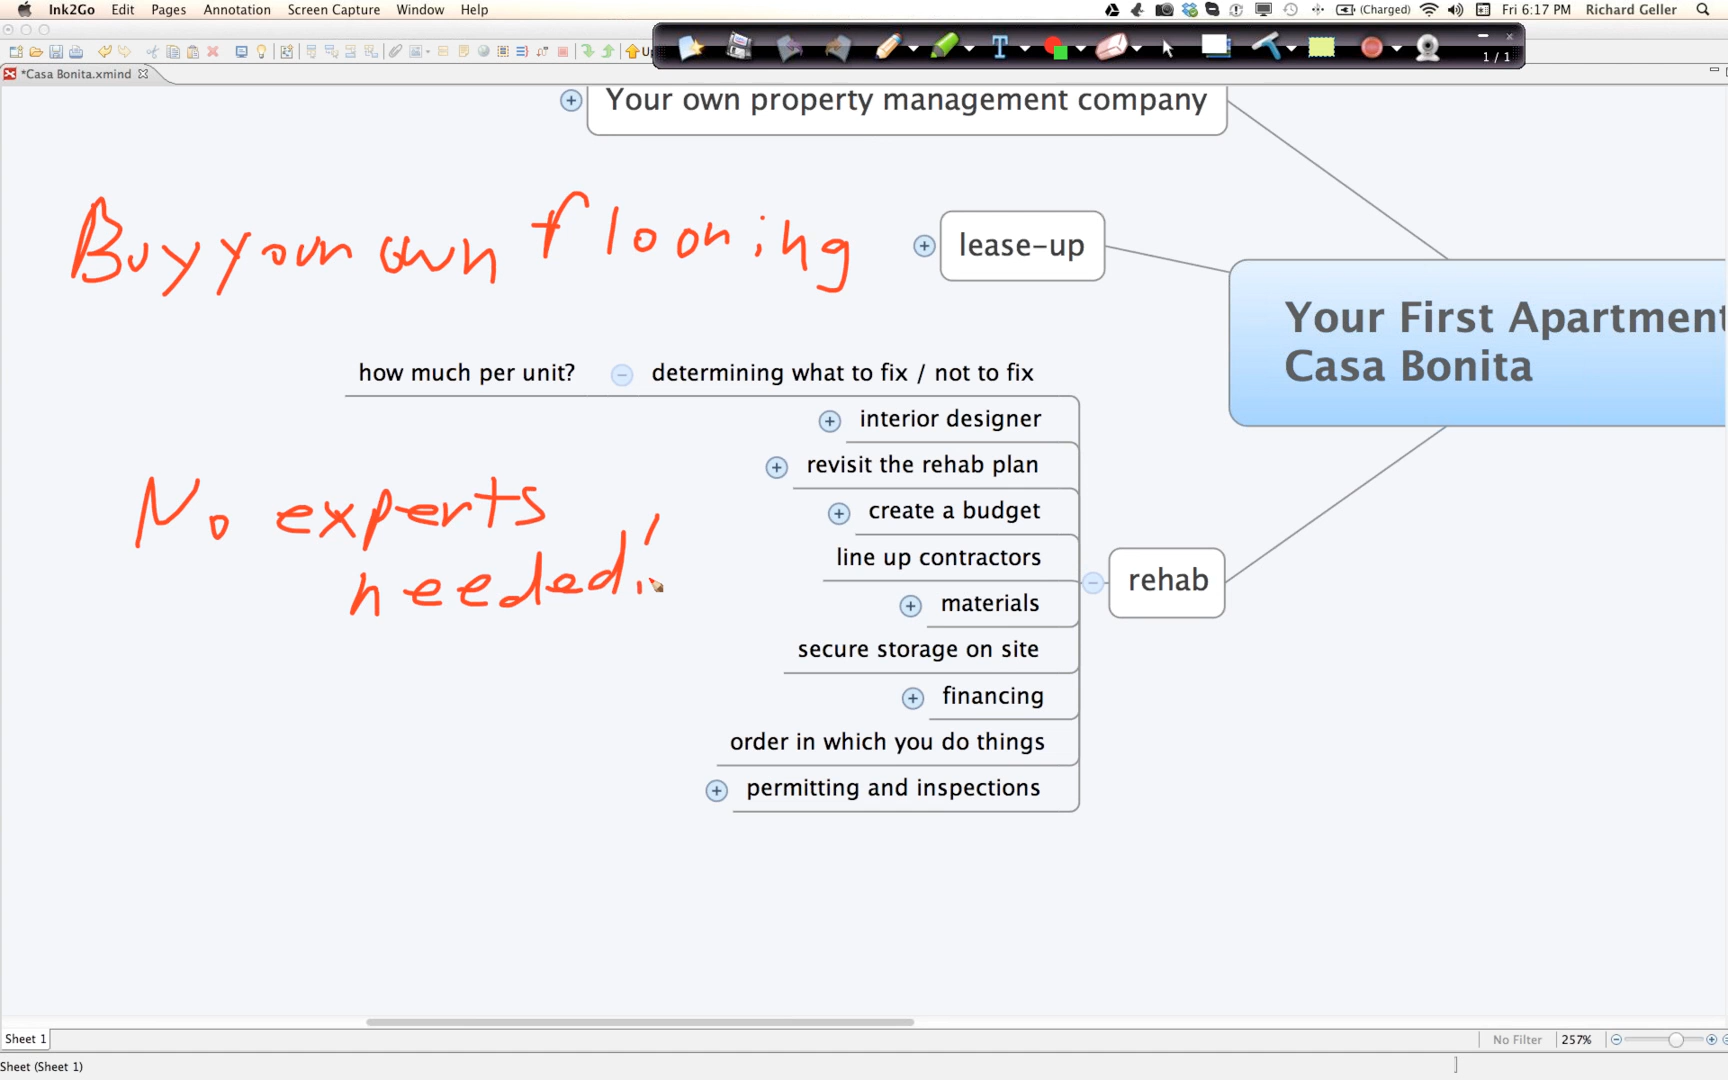 Ink2Go Edit Pages Annotation Screen Capture Window Help (Charged) Fri 6:17 PM Richard Geller
1 / 1
*Casa Bonita.xmind
Your own property management company
Buy your own flooring
lease-up
Your First Apartment
Casa Bonita
how much per unit? determining what to fix / not to fix
interior designer
revisit the rehab plan
No experts
needed!
create a budget
line up contractors
rehab
materials
secure storage on site
financing
order in which you do things
permitting and inspections
Sheet 1
No Filter 257%
Sheet (Sheet 1)